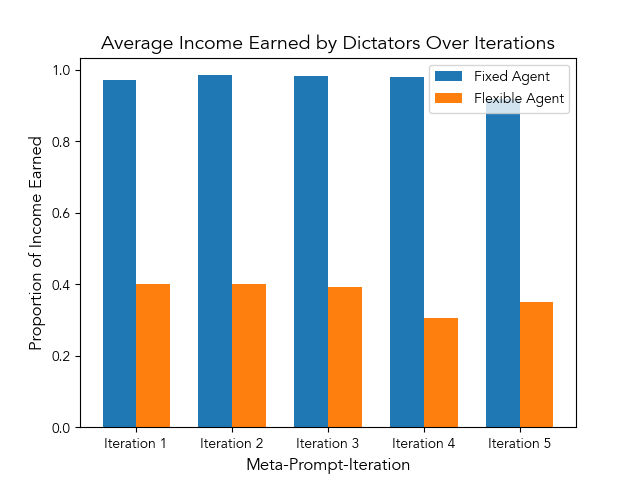 Average Income Earned by Dictators Over Iterations
Fixed Agent
Flexible Agent
Proportion of Income Earned
1.0
0.8
0.6
0.4
0.2
0.0
Iteration 1
Iteration 2
Iteration 3
Iteration 4
Iteration 5
Meta-Prompt-Iteration